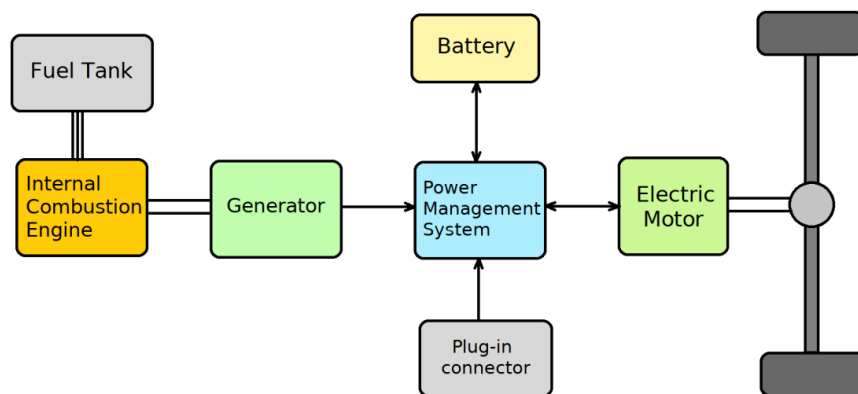 Fuel Tank
Battery
Internal
Combustion
Engine
Generator
Power
Management
System
Electric
Motor
Plug-in
connector